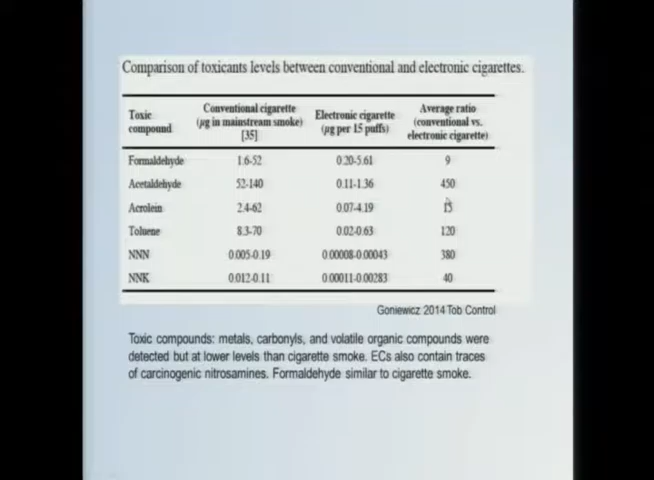 Comparison of toxicants levels between conventional and electronic cigarettes.
Toxic compound Conventional cigarette (µg in mainstream smoke) [35] Electronic cigarette (µg per 15 puffs) Average ratio (conventional vs. electronic cigarette)
Formaldehyde 1.6-52 0.20-5.61 9
Acetaldehyde 52-140 0.11-1.36 450
Acrolein 2.4-62 0.07-4.19 15
Toluene 8.3-70 0.02-0.63 120
NNN 0.005-0.19 0.00008-0.00043 380
NNK 0.012-0.11 0.00011-0.00283 40
Goniewicz 2014 Tob Control
Toxic compounds: metals, carbonyls, and volatile organic compounds were
detected but at lower levels than cigarette smoke. ECs also contain traces
of carcinogenic nitrosamines. Formaldehyde similar to cigarette smoke.